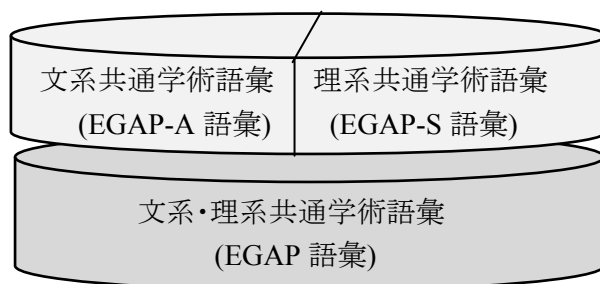 文系共通学術語彙
(EGAP-A 語彙)
理系共通学術語彙
(EGAP-S 語彙)
文系・理系共通学術語彙
(EGAP 語彙)